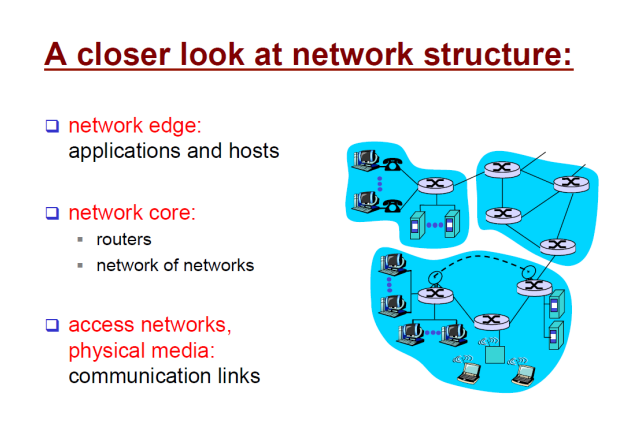 A closer look at network structure:
network edge:
applications and hosts
network core:
routers
network of networks
access networks,
physical media:
communication links